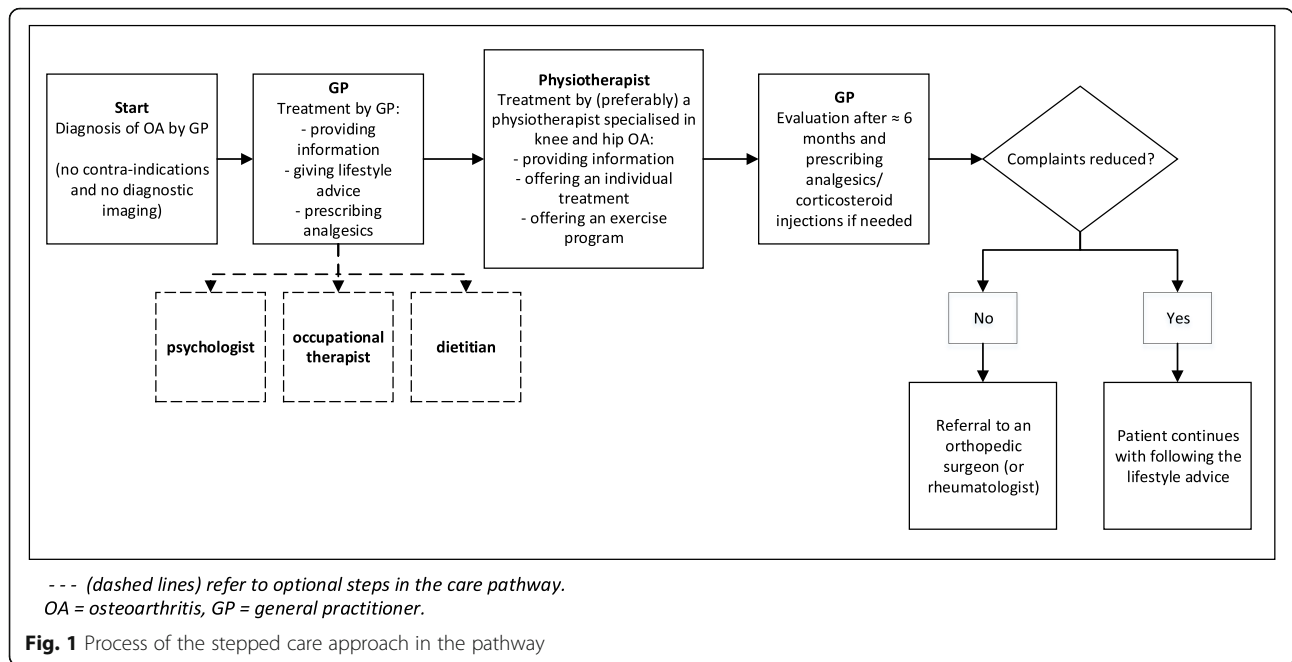 Start
Diagnosis of OA by GP
(no contra-indications
and no diagnostic
imaging)
GP
Treatment by GP:
- providing
information
- giving lifestyle
advice
- prescribing
analgesics
psychologist
occupational
therapist
dietitian
Physiotherapist
Treatment by (preferably) a
physiotherapist specialised in
knee and hip OA:
- providing information
- offering an individual
treatment
- offering an exercise
program
GP
Evaluation after ≈ 6
months and
prescribing
analgesics/
corticosteroid
injections if needed
Complaints reduced?
No
Yes
Referral to an
orthopedic
surgeon (or
rheumatologist)
Patient continues
with following the
lifestyle advice
- - - (dashed lines) refer to optional steps in the care pathway.
OA = osteoarthritis, GP = general practitioner.
Fig. 1 Process of the stepped care approach in the pathway